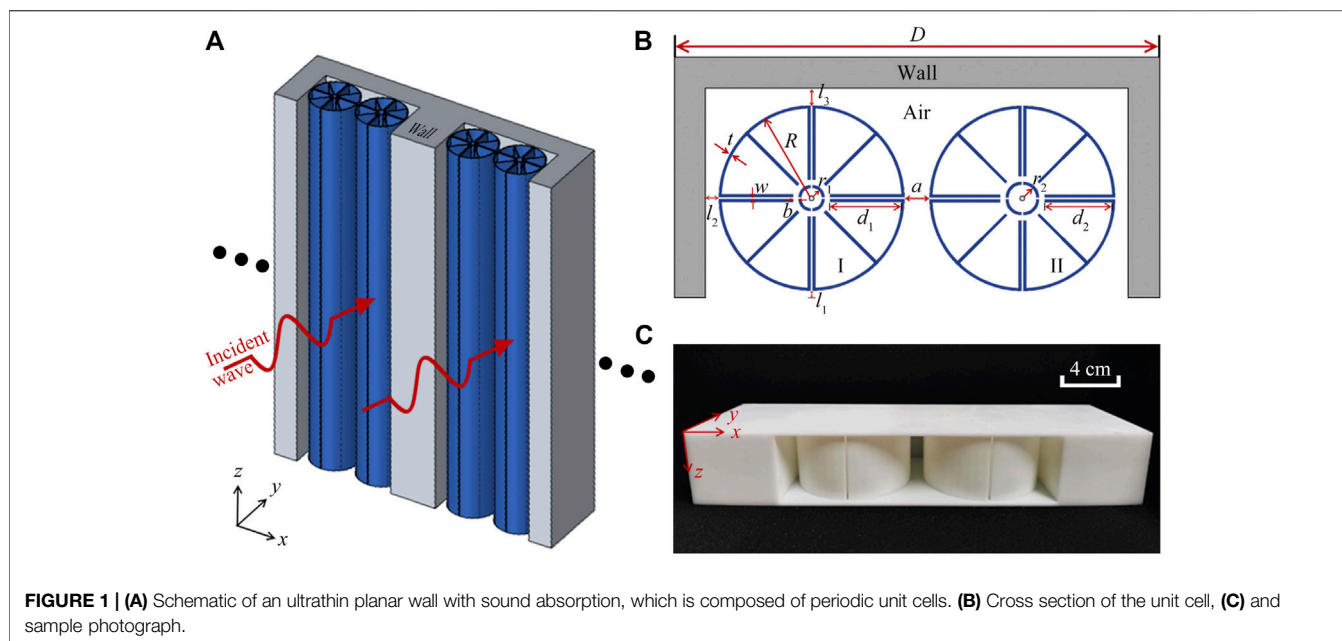 A
Wall
Incident
wave
z
y
x
B
D
Wall
l3
Air
t
R
w
r1
a
r2
b
l2
d1
d2
I
II
l1
C
4 cm
y
x
z
FIGURE 1 | (A) Schematic of an ultrathin planar wall with sound absorption, which is composed of periodic unit cells. (B) Cross section of the unit cell, (C) and
sample photograph.